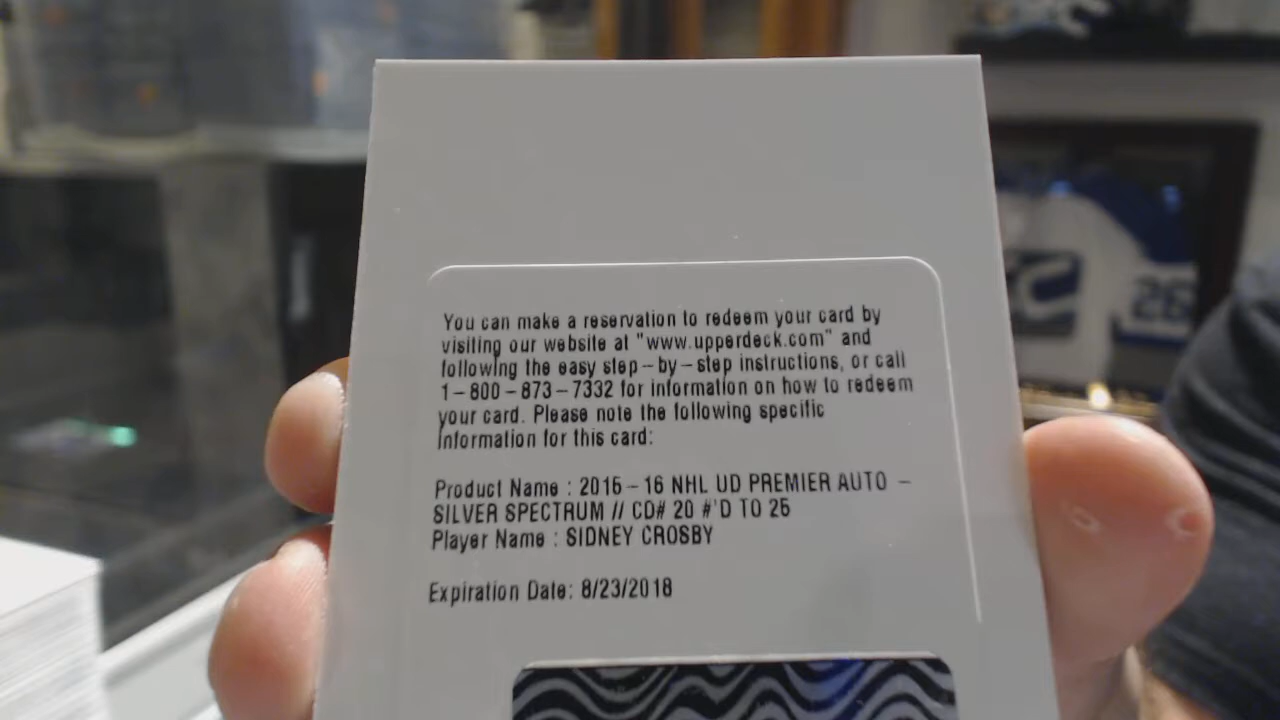 You can make a reservation to redeem your card by
visiting our website at "www.upperdeck.com" and
following the easy step-by-step instructions, or call
1-800-873-7332 for information on how to redeem
your card. Please note the following specific
information for this card:
Product Name : 2015-16 NHL UD PREMIER AUTO -
SILVER SPECTRUM // CD# 20 #'D TO 25
Player Name : SIDNEY CROSBY
Expiration Date: 8/23/2018
26